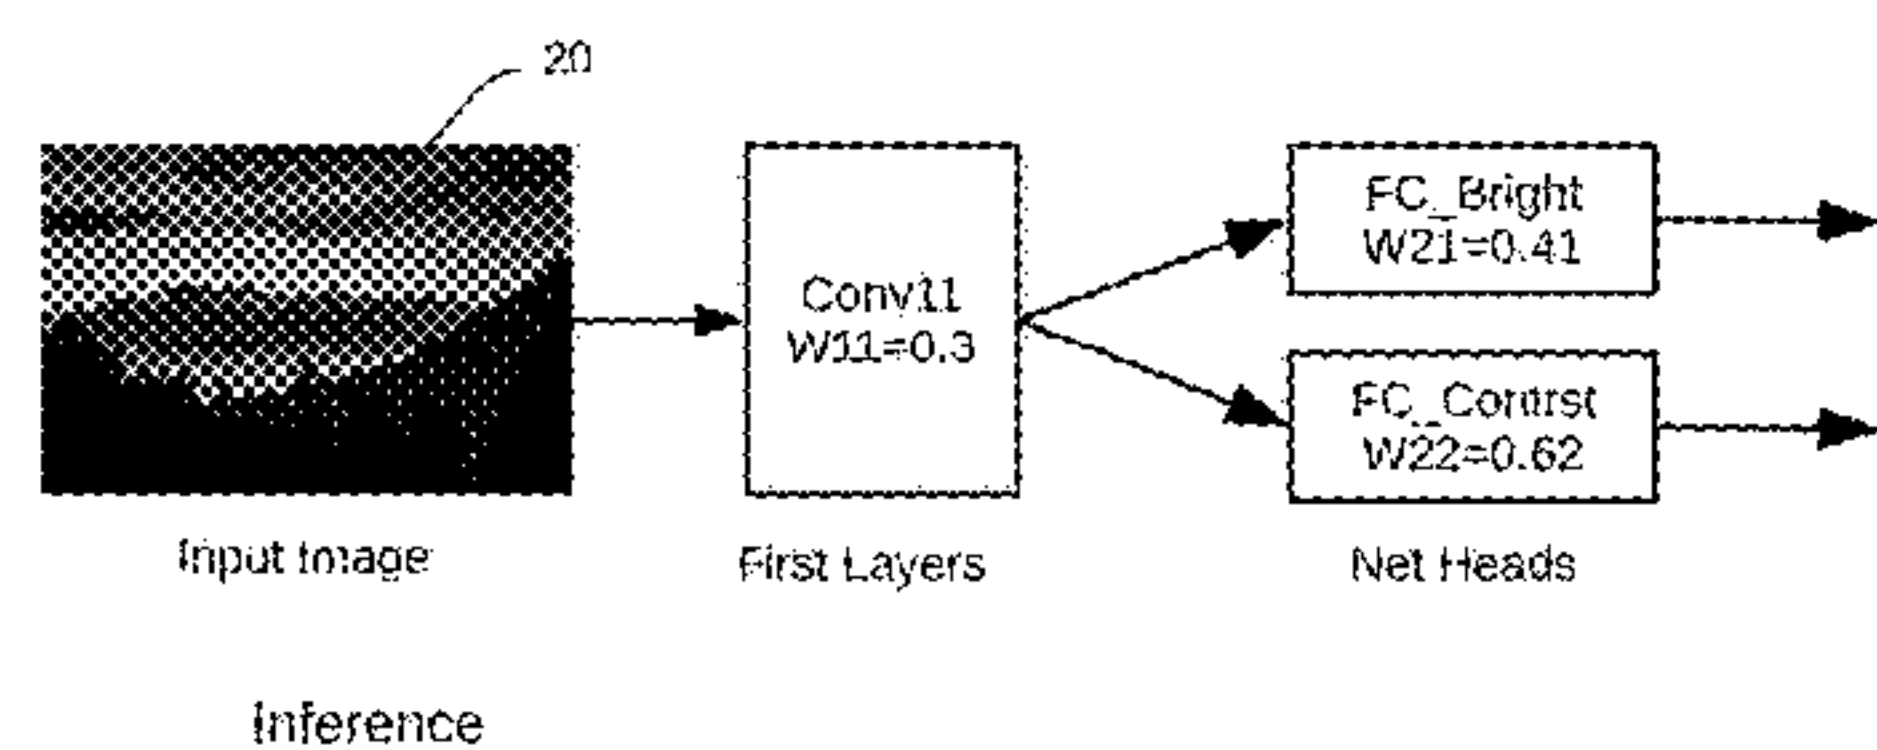 20
Conv11
W11=0.3
FC_Bright
W21=0.41
FC_Contrst
W22=0.62
Input Image
First Layers
Net Heads
Inference